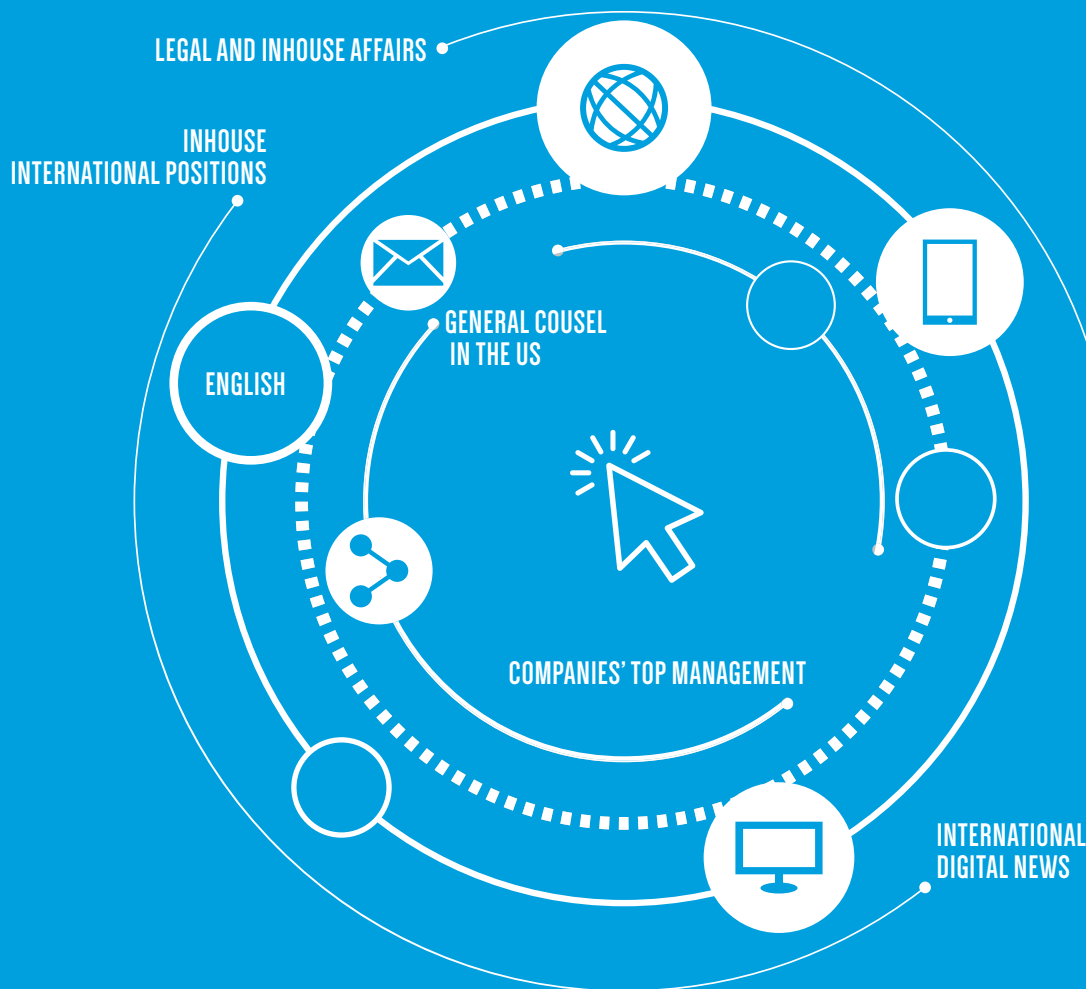 LEGAL AND INHOUSE AFFAIRS
INHOUSE
INTERNATIONAL POSITIONS
GENERAL COUSEL
IN THE US
ENGLISH
COMPANIES' TOP MANAGEMENT
INTERNATIONAL
DIGITAL NEWS